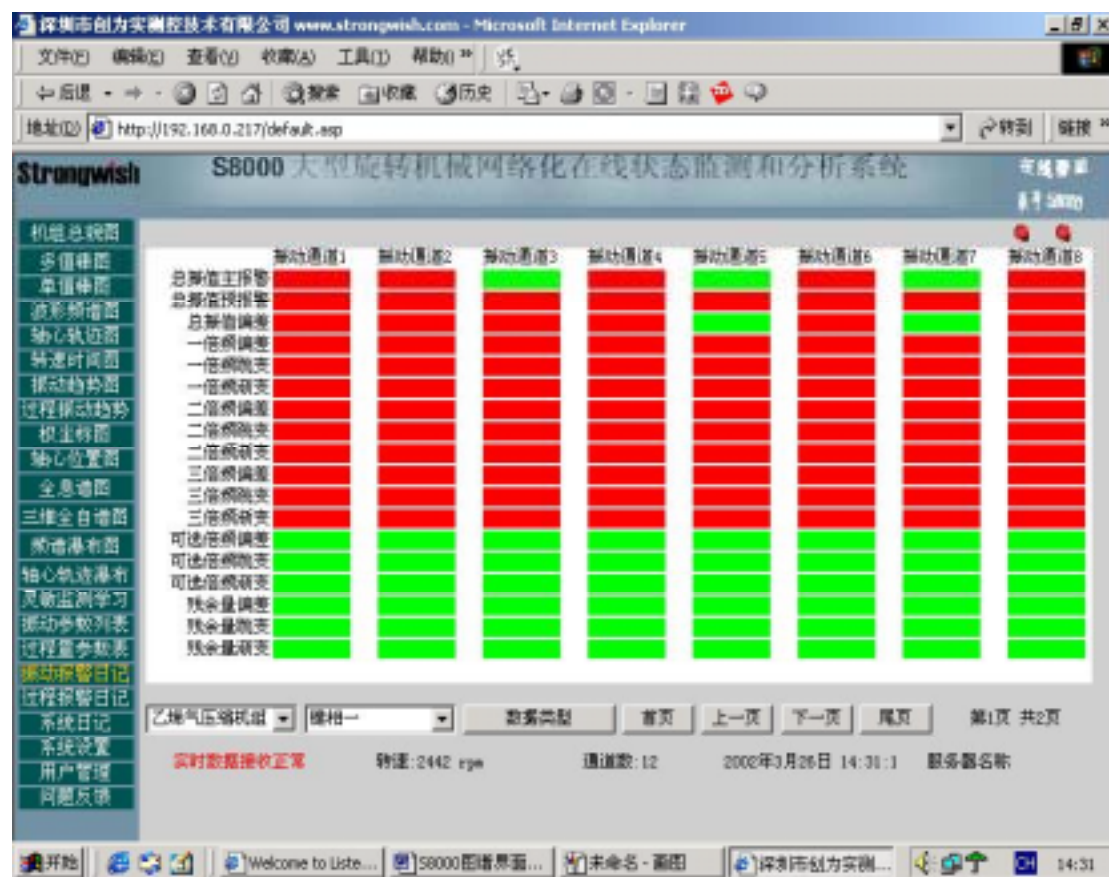 深圳市创为实测控技术有限公司 www.strongwish.com - Microsoft Internet Explorer
文件(F) 编辑(E) 查看(V) 收藏(A) 工具(T) 帮助(H) »
后退 搜索 收藏 历史
地址(D) http://192.168.0.217/default.asp 转到 链接 »
Strongwish S8000 大型旋转机械网络化在线状态监测和分析系统
机组总貌图
多值棒图
单值棒图
波形频谱图
轴心轨迹图
转速时间图
振动趋势图
过程振动趋势
极坐标图
轴心位置图
全息谱图
三维全自谱图
频谱瀑布图
轴心轨迹瀑布
灵敏监测学习
振动参数列表
过程量参数表
振动报警日记
过程报警日记
系统日记
系统设置
用户管理
问题反馈
振动通道1 振动通道2 振动通道3 振动通道4 振动通道5 振动通道6 振动通道7 振动通道8
总振值主报警
总振值预报警
总振值偏差
一倍频偏差
一倍频跳变
一倍频
二倍频偏差
二倍频跳变
二倍频
三倍频偏差
三倍频跳变
三倍频
可选倍频偏差
可选倍频跳变
可选倍频
残余量偏差
残余量跳变
残余量
乙烯气压缩机组 数据类型 首页 上一页 下一页 尾页 第1页 共2页
实时数据接收正常 转速:2442 rpm 通道数:12 2002年3月26日 14:31:1 服务器名称
开始 Welcome to Liste... S8000图谱界面... 未命名 - 画图 深圳市创为实测... CH 14:31